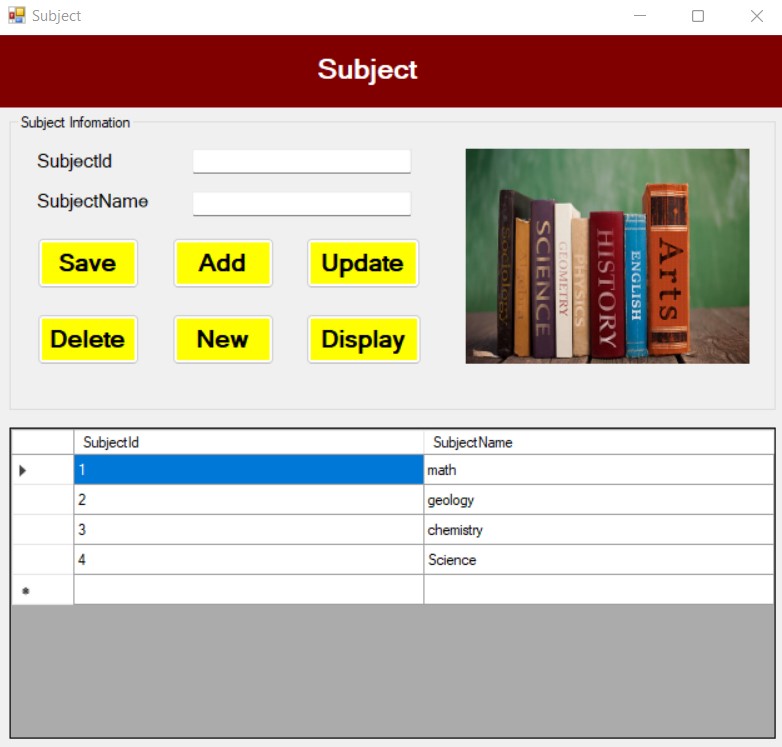 Subject
Subject
Subject Infomation
SubjectId
SubjectName
Save Add Update
Delete New Display
Sociology
Algebra
SCIENCE
GEOMETRY
PHYSICS
HISTORY
ENGLISH
Arts
SubjectId SubjectName
1 math
2 geology
3 chemistry
4 Science